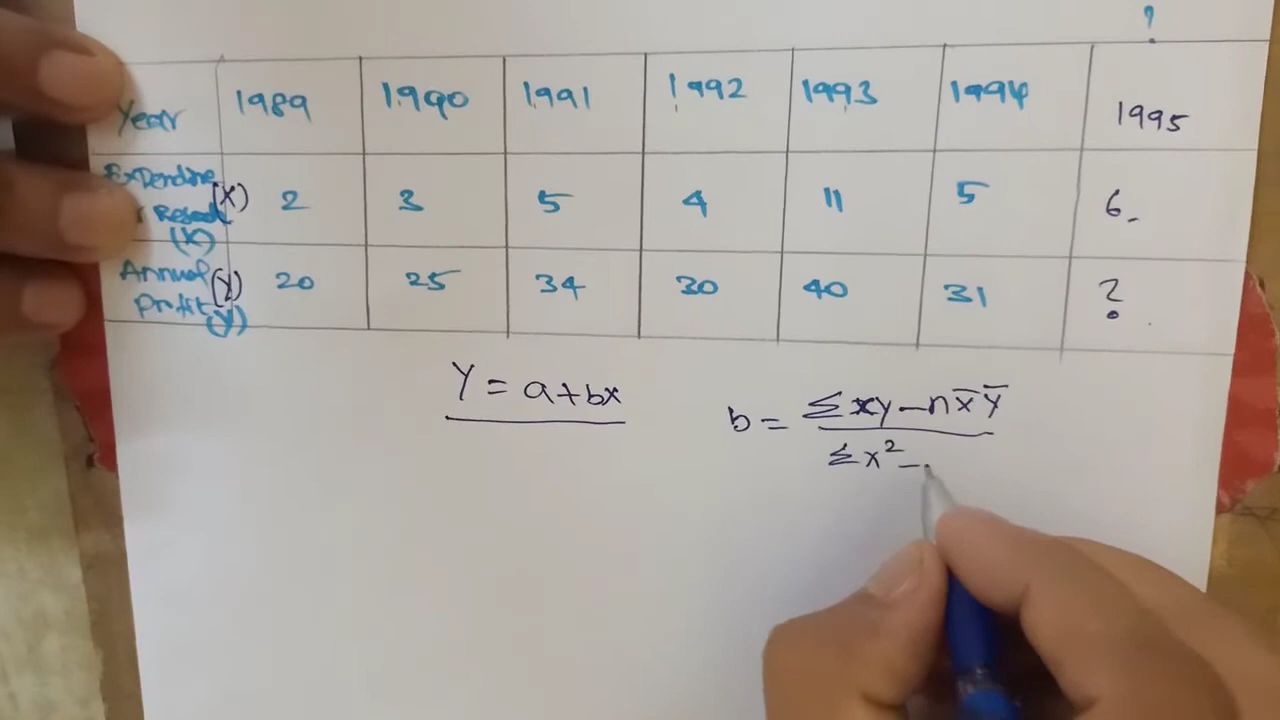 ?
Year 1989 1990 1991 1992 1993 1994 1995
(X) 2 3 5 4 11 5 6
(X)
Annual (Y) 20 25 34 30 40 31 ?
Profit
(Y)
Y = a+bx
b = Σxy - n x̄ ȳ
Σx² -